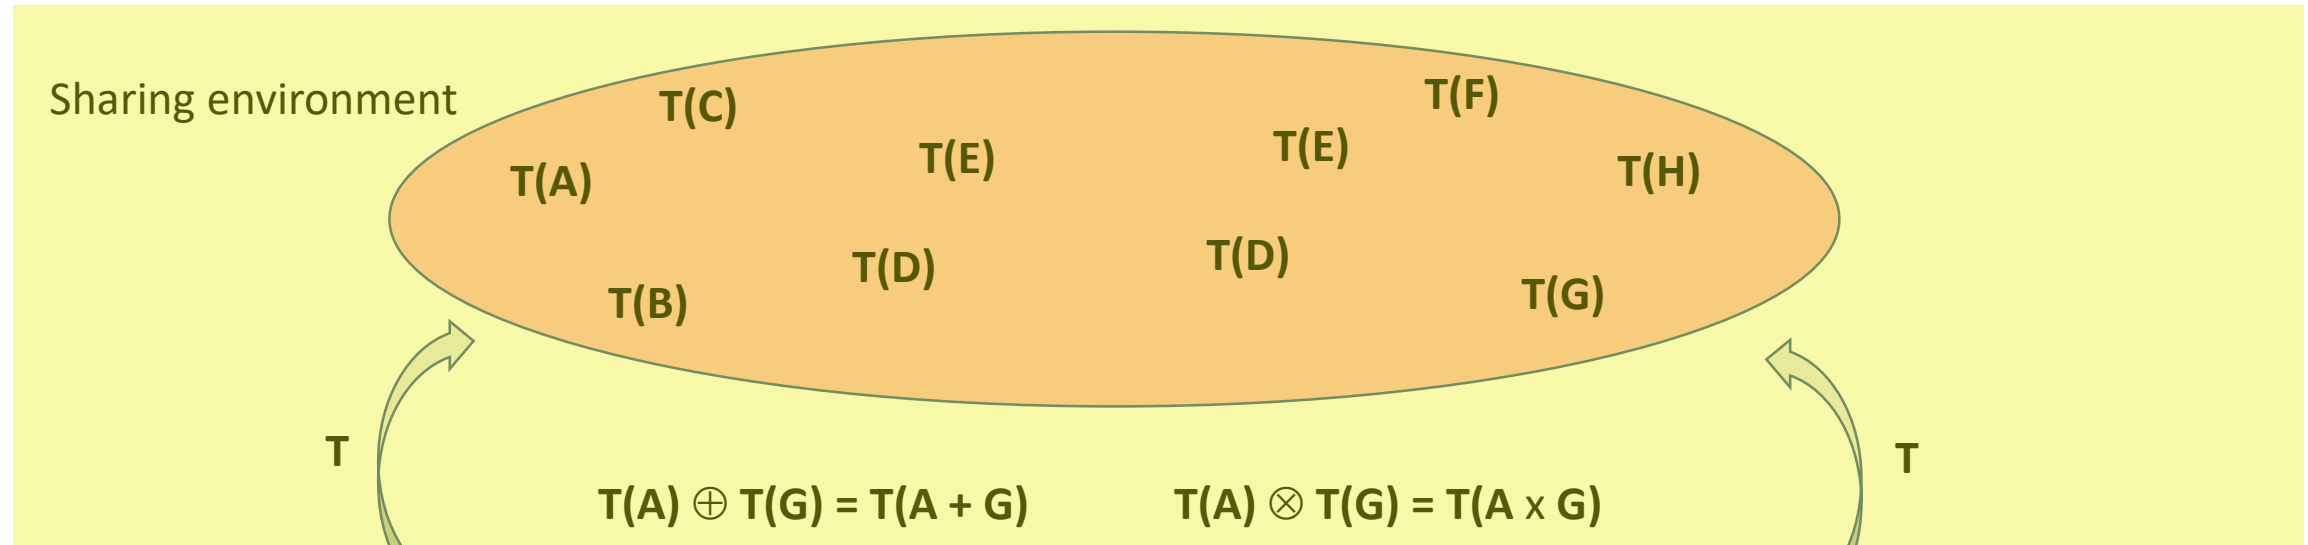 Sharing environment
T(C)
T(F)
T(E)
T(E)
T(H)
T(A)
T(D)
T(D)
T(B)
T(G)
T
T
T(A) ⊕ T(G) = T(A + G)
T(A) ⊗ T(G) = T(A x G)